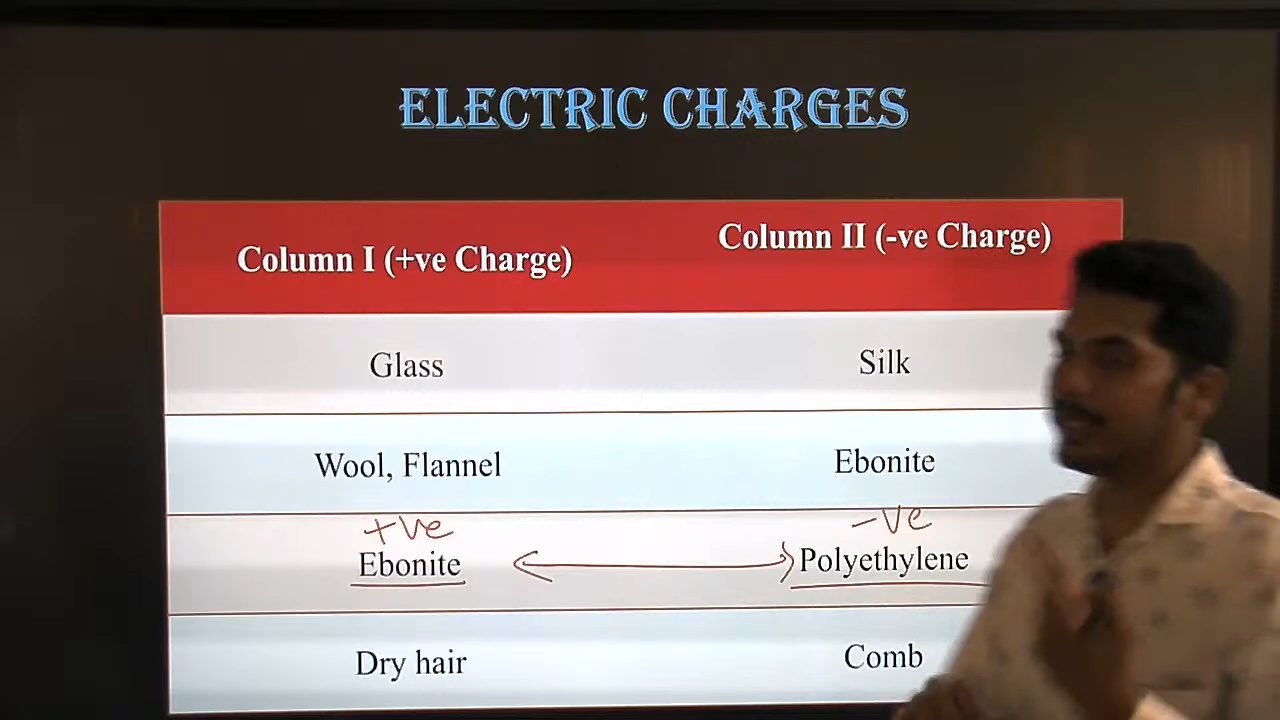 ELECTRIC CHARGES
Column I (+ve Charge) Column II (-ve Charge)
Glass Silk
Wool, Flannel Ebonite
+ve -ve
Ebonite Polyethylene
Dry hair Comb